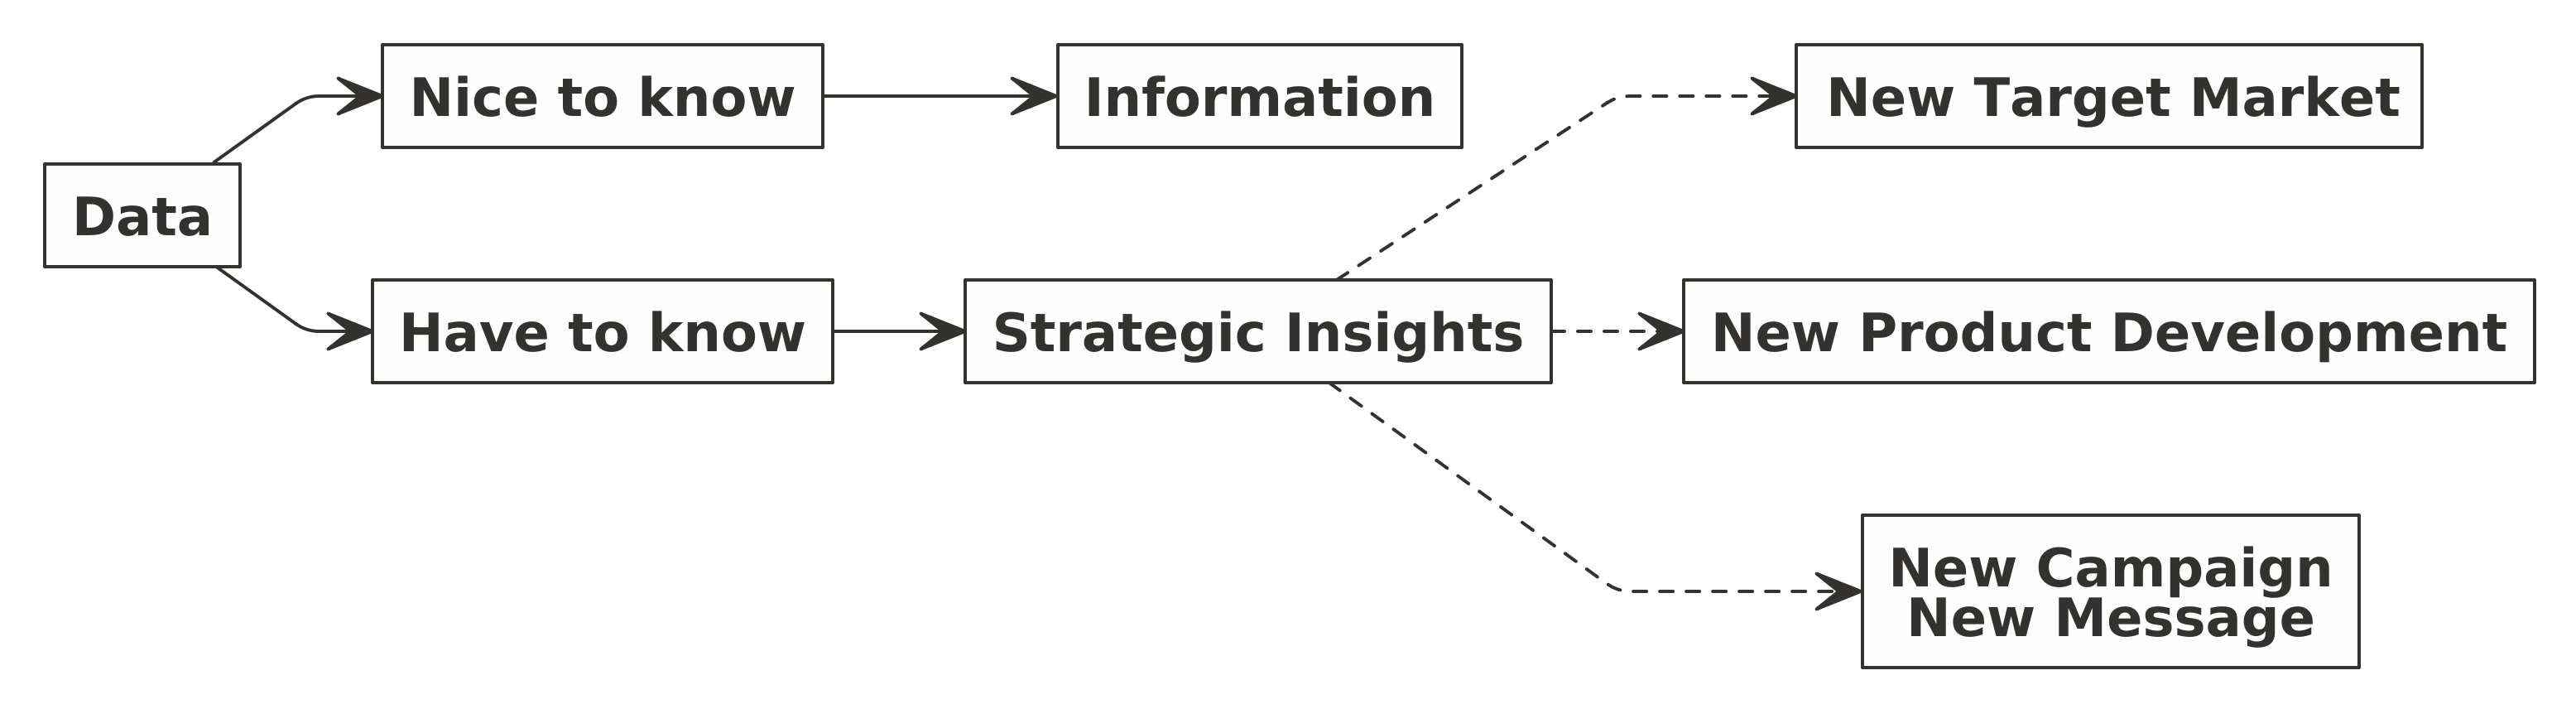 Nice to know
Information
New Target Market
Data
Have to know
Strategic Insights
New Product Development
New Campaign
New Message